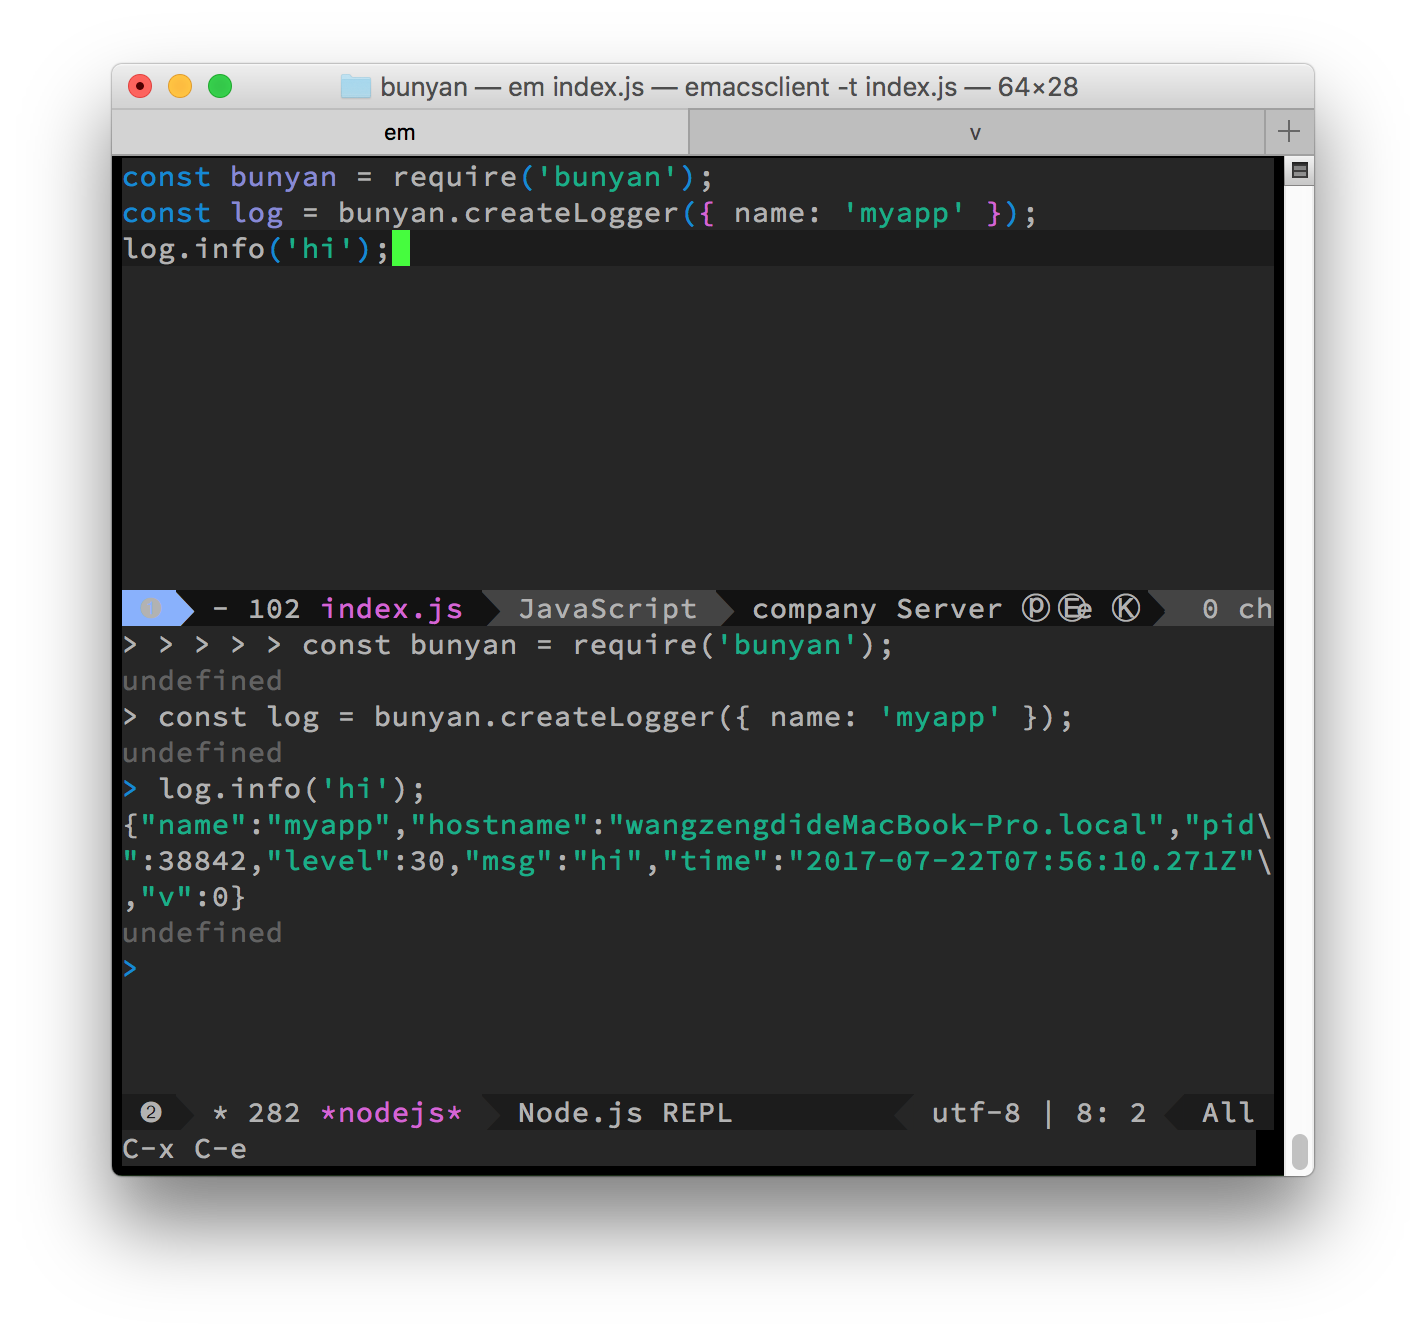 bunyan — em index.js — emacsclient -t index.js — 64×28
em v
const bunyan = require('bunyan');
const log = bunyan.createLogger({ name: 'myapp' });
log.info('hi');
- 102 index.js JavaScript company Server ⓟ Ⓔe Ⓚ 0 ch
> > > > > const bunyan = require('bunyan');
undefined
> const log = bunyan.createLogger({ name: 'myapp' });
undefined
> log.info('hi');
{"name":"myapp","hostname":"wangzengdideMacBook-Pro.local","pid\
":38842,"level":30,"msg":"hi","time":"2017-07-22T07:56:10.271Z"\
,"v":0}
undefined
>
❷ * 282 *nodejs* Node.js REPL utf-8 | 8: 2 All
C-x C-e